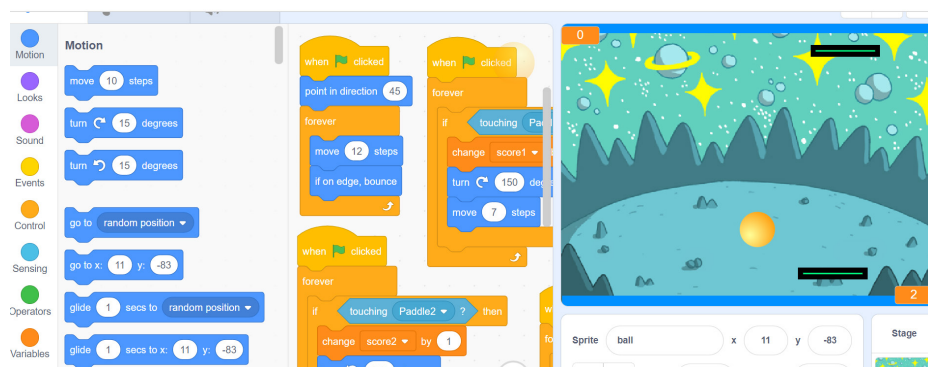 Motion
Looks
Sound
Events
Control
Sensing
Operators
Variables
Motion
move 10 steps
turn 15 degrees
turn 15 degrees
go to random position
go to x: 11 y: -83
glide 1 secs to random position
glide 1 secs to x: 11 y: -83
when clicked
point in direction 45
forever
move 12 steps
if on edge, bounce
when clicked
forever
if touching Paddle2 ? then
change score2 by 1
when clicked
forever
if touching
change score1
turn 150
move 7 steps
0
2
Sprite ball x 11 y -83
Stage